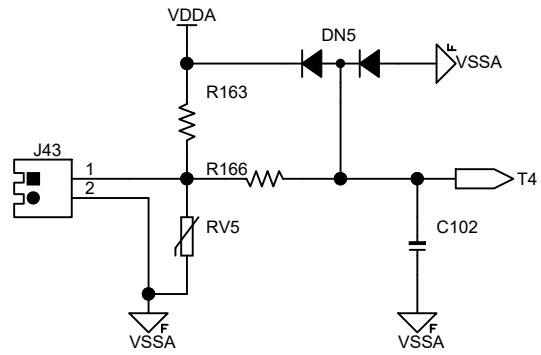 VDDA
DN5
F
VSSA
R163
J43
1
R166
2
T4
RV5
C102
F
VSSA
F
VSSA